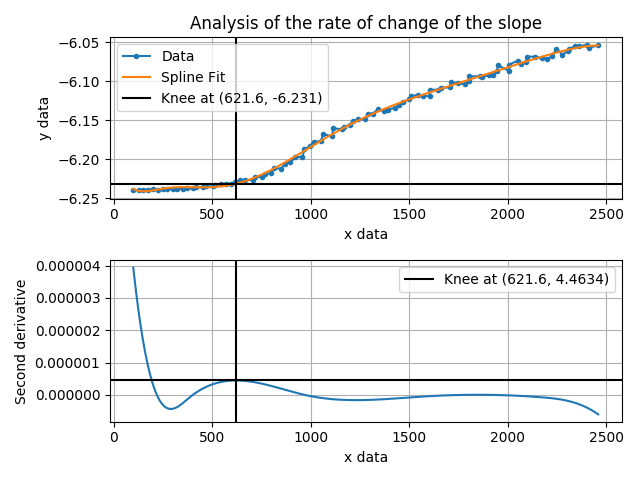 Analysis of the rate of change of the slope
y data
−6.05
−6.10
−6.15
−6.20
−6.25
Data
Spline Fit
Knee at (621.6, -6.231)
0 500 1000 1500 2000 2500
x data
Second derivative
0.000004
0.000003
0.000002
0.000001
0.000000
Knee at (621.6, 4.4634)
0 500 1000 1500 2000 2500
x data